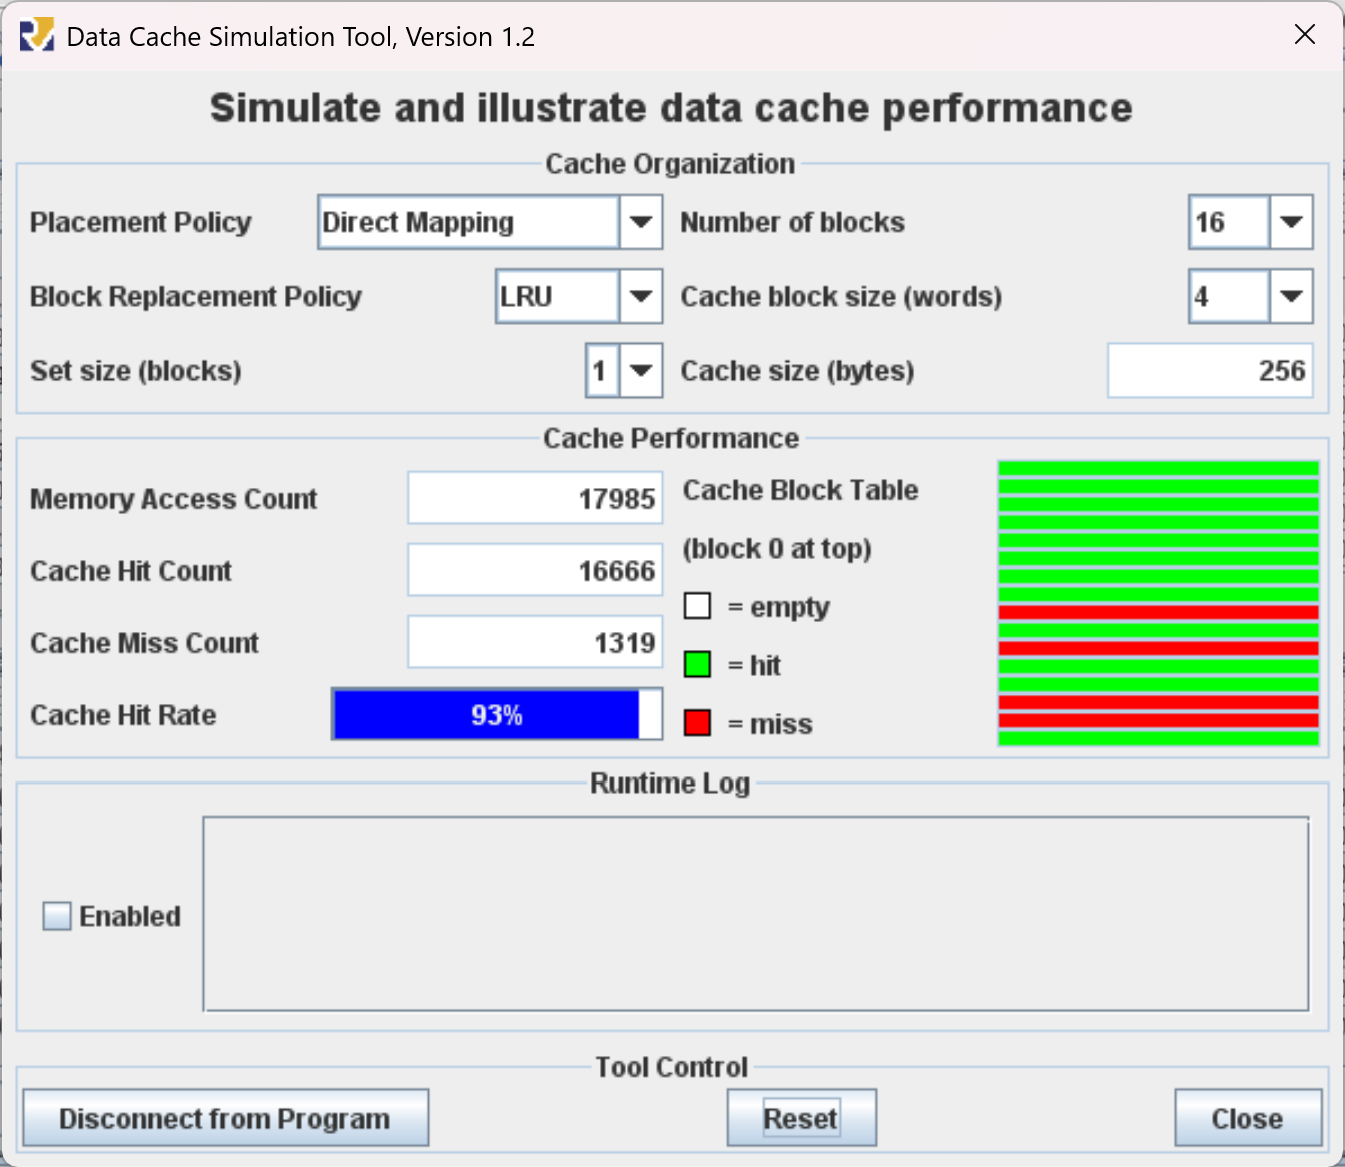 Data Cache Simulation Tool, Version 1.2
Simulate and illustrate data cache performance
Cache Organization
Placement Policy Direct Mapping Number of blocks 16
Block Replacement Policy LRU Cache block size (words) 4
Set size (blocks) 1 Cache size (bytes) 256
Cache Performance
Memory Access Count 17985 Cache Block Table
(block 0 at top)
Cache Hit Count 16666
= empty
Cache Miss Count 1319
= hit
Cache Hit Rate 93%
= miss
Runtime Log
Enabled
Tool Control
Disconnect from Program Reset Close